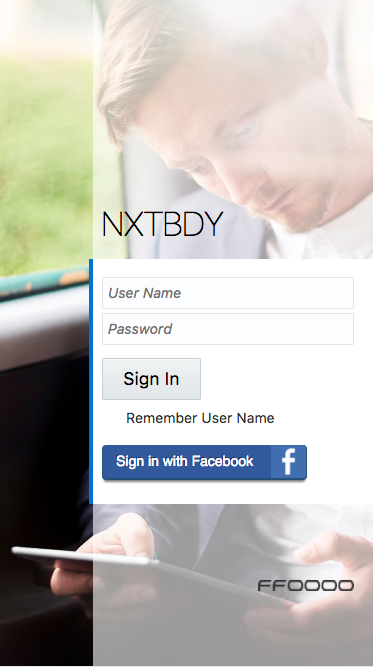 NXTBDY
User Name
Password
Sign In
Remember User Name
Sign in with Facebook f
FF0000